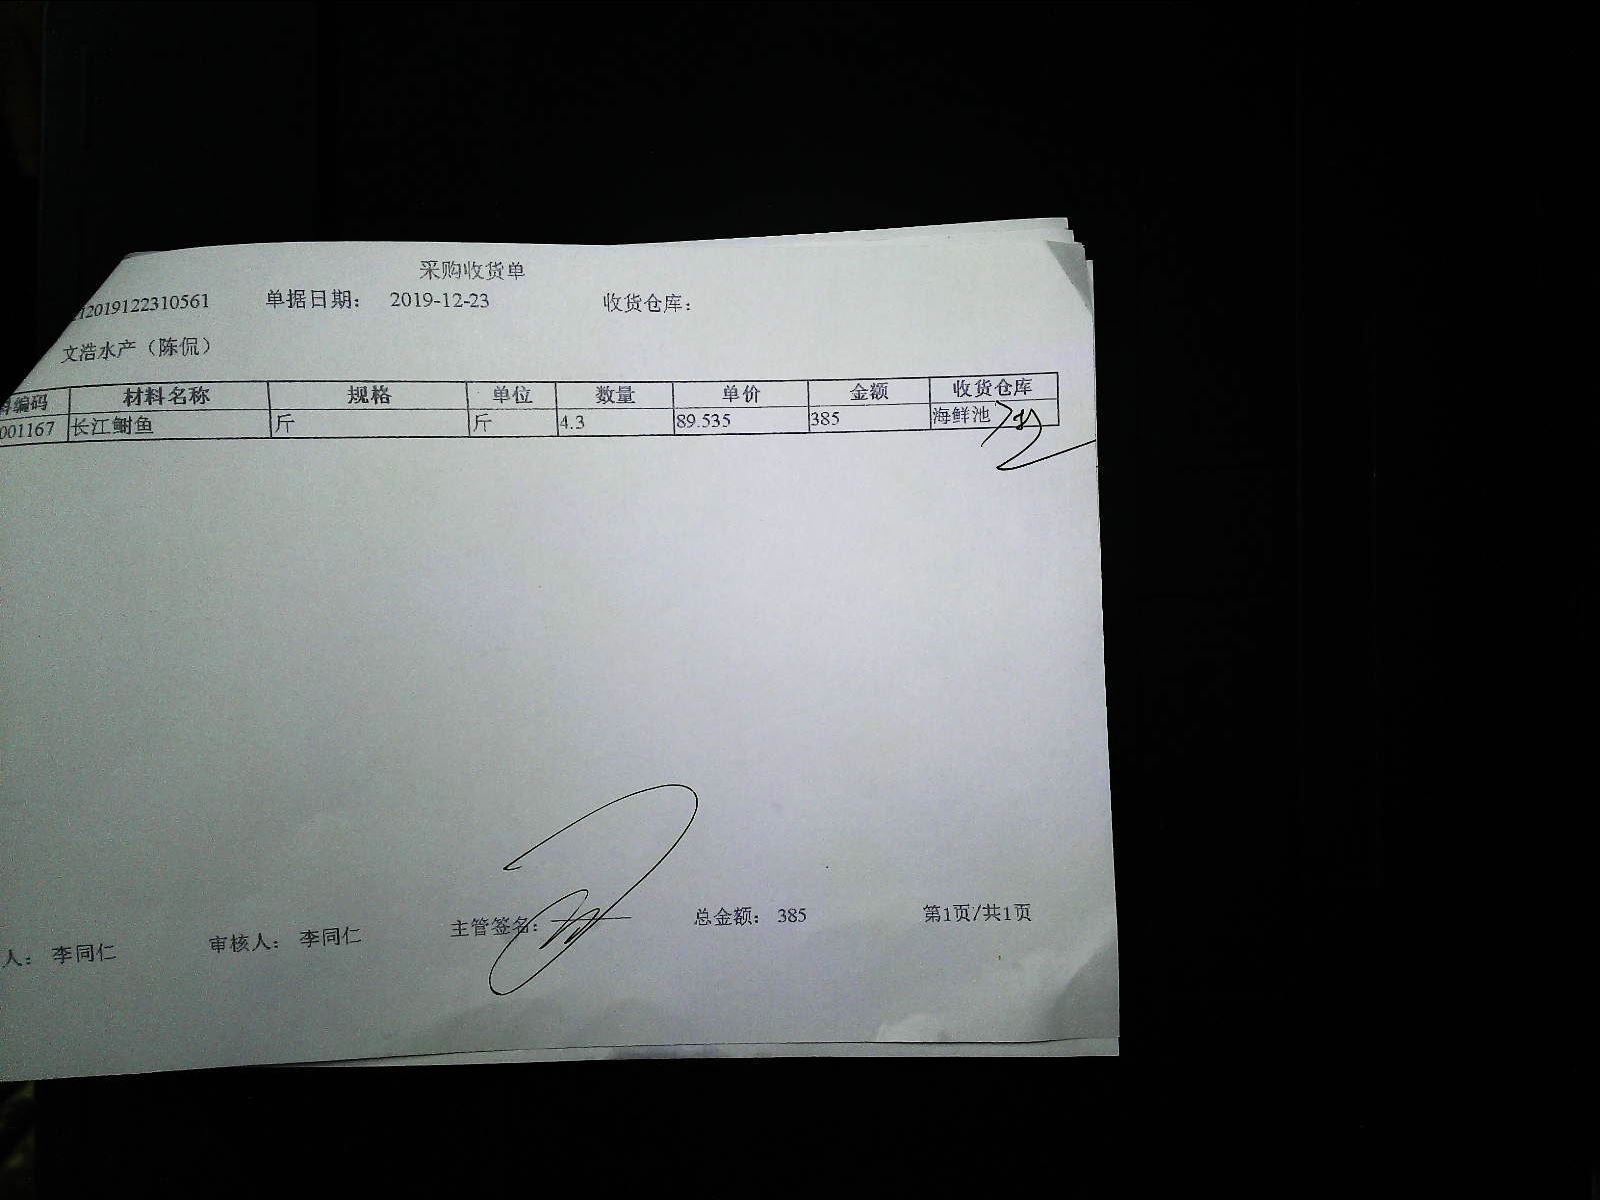 采购收货单
2019122310561 单据日期： 2019-12-23 收货仓库：
文浩水产（陈侃）
料编码 材料名称 规格 单位 数量 单价 金额 收货仓库
001167 长江鲥鱼 斤 斤 4.3 89.535 385 海鲜池
人： 李同仁 审核人： 李同仁 主管签名： 总金额： 385 第1页/共1页